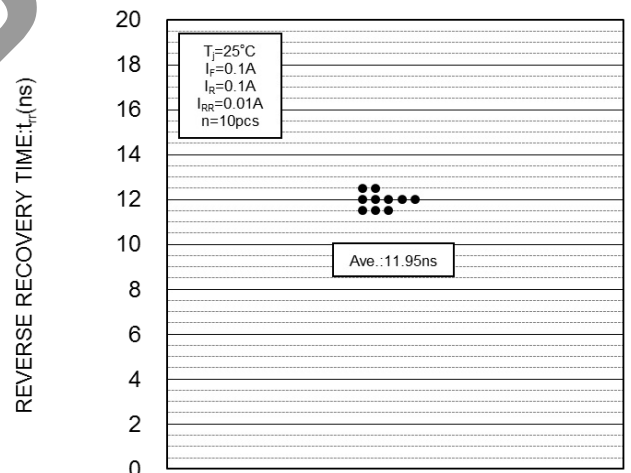 REVERSE RECOVERY TIME:trr(ns)
20
18
16
14
12
10
8
6
4
2
0
Tj=25°C
IF=0.1A
IR=0.1A
IRR=0.01A
n=10pcs
Ave.:11.95ns